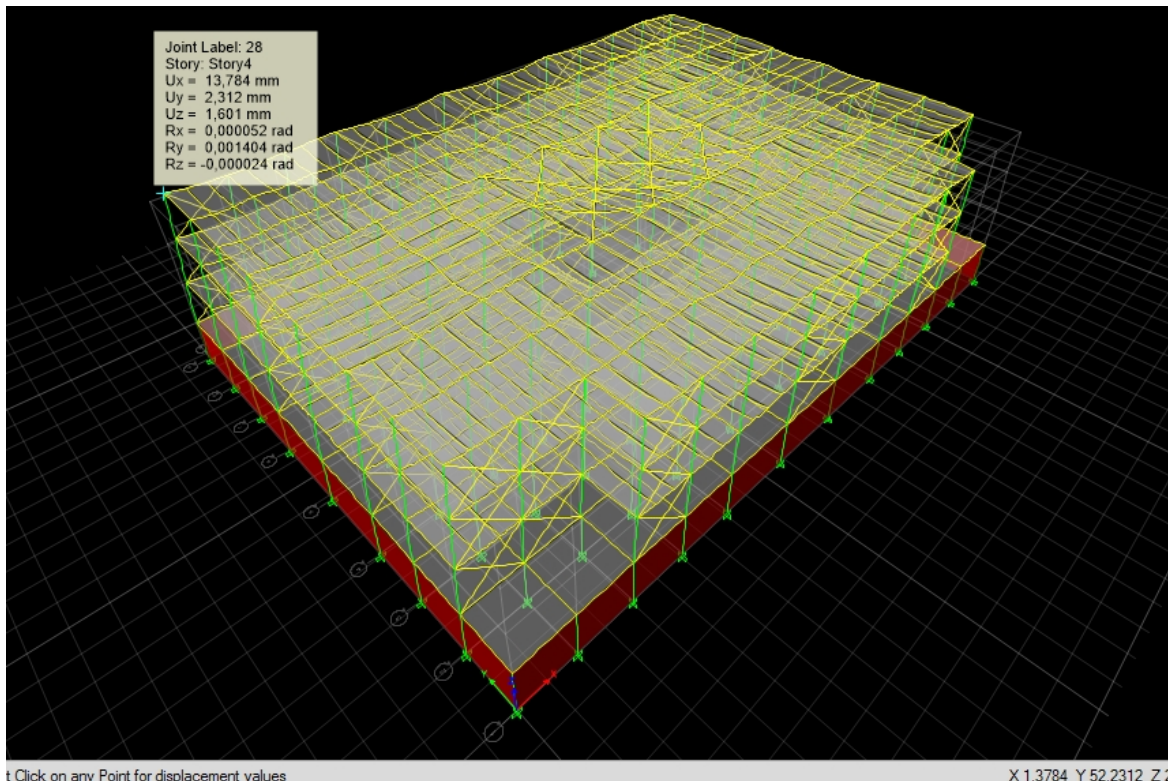 Joint Label: 28
Story: Story4
Ux = 13,784 mm
Uy = 2,312 mm
Uz = 1,601 mm
Rx = 0,000052 rad
Ry = 0,001404 rad
Rz = -0,000024 rad
t Click on any Point for displacement values
X 1.3784 Y 52.2312 Z